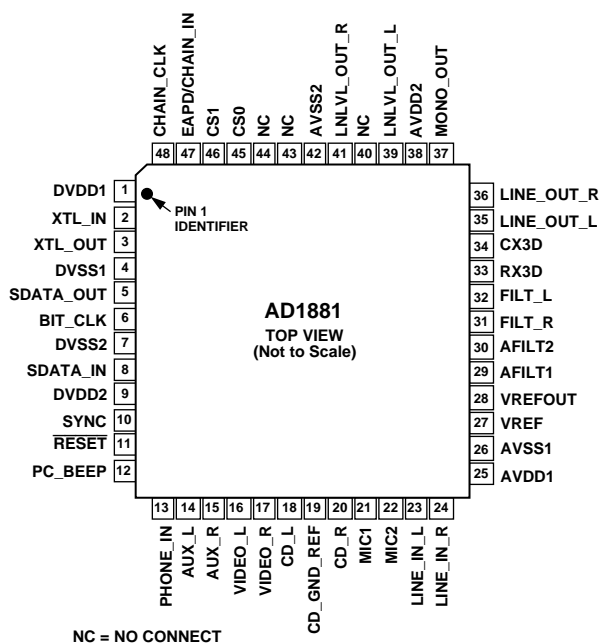 CHAIN_CLK
EAPD/CHAIN_IN
CS1
CS0
NC
NC
AVSS2
LNLVL_OUT_R
NC
LNLVL_OUT_L
AVDD2
MONO_OUT
48 47 46 45 44 43 42 41 40 39 38 37
DVDD1 1
XTL_IN 2
XTL_OUT 3
DVSS1 4
SDATA_OUT 5
BIT_CLK 6
DVSS2 7
SDATA_IN 8
DVDD2 9
SYNC 10
RESET 11
PC_BEEP 12
PIN 1
IDENTIFIER
AD1881
TOP VIEW
(Not to Scale)
36 LINE_OUT_R
35 LINE_OUT_L
34 CX3D
33 RX3D
32 FILT_L
31 FILT_R
30 AFILT2
29 AFILT1
28 VREFOUT
27 VREF
26 AVSS1
25 AVDD1
13 14 15 16 17 18 19 20 21 22 23 24
PHONE_IN
AUX_L
AUX_R
VIDEO_L
VIDEO_R
CD_L
CD_GND_REF
CD_R
MIC1
MIC2
LINE_IN_L
LINE_IN_R
NC = NO CONNECT